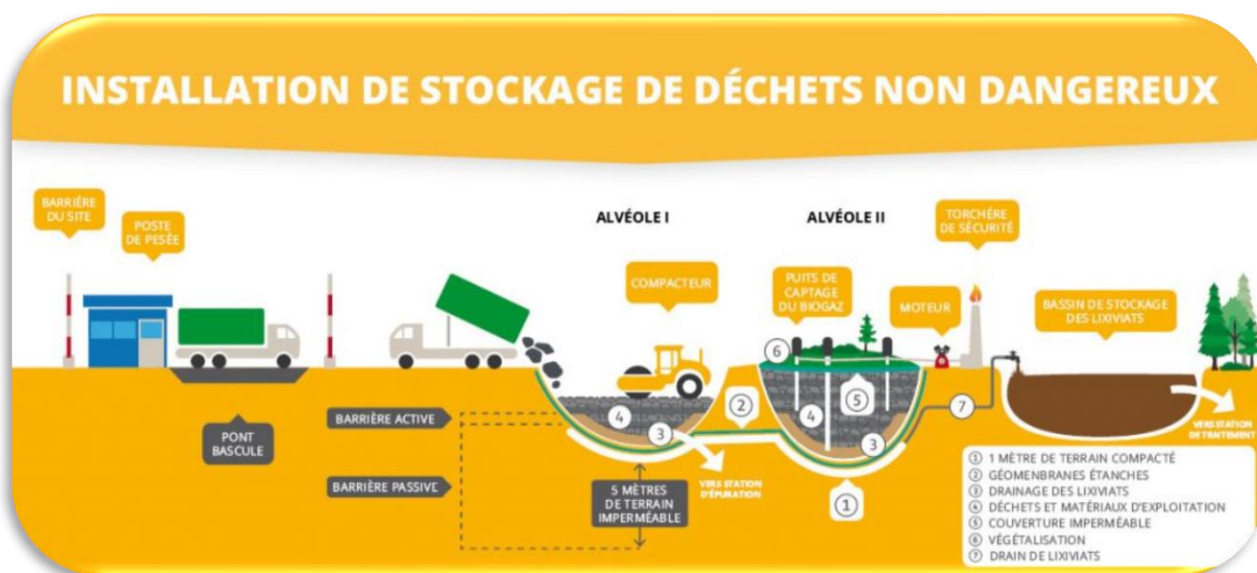 INSTALLATION DE STOCKAGE DE DÉCHETS NON DANGEREUX
BARRIÈRE
DU SITE
POSTE
DE PESÉE
ALVÉOLE I
COMPACTEUR
ALVÉOLE II
PUITS DE
CAPTAGE
DU BIOGAZ
MOTEUR
TORCHÈRE
DE SÉCURITÉ
BASSIN DE STOCKAGE
DES LIXIVIATS
PONT
BASCULE
BARRIÈRE ACTIVE
BARRIÈRE PASSIVE
4
3
2
6
5
4
3
7
1
VERS STATION
D'ÉPURATION
5 MÈTRES
DE TERRAIN
IMPERMÉABLE
VERS STATION
DE TRAITEMENT
1 1 MÈTRE DE TERRAIN COMPACTÉ
2 GÉOMENBRANES ÉTANCHES
3 DRAINAGE DES LIXIVIATS
4 DÉCHETS ET MATÉRIAUX D'EXPLOITATION
5 COUVERTURE IMPERMÉABLE
6 VÉGÉTALISATION
7 DRAIN DE LIXIVIATS